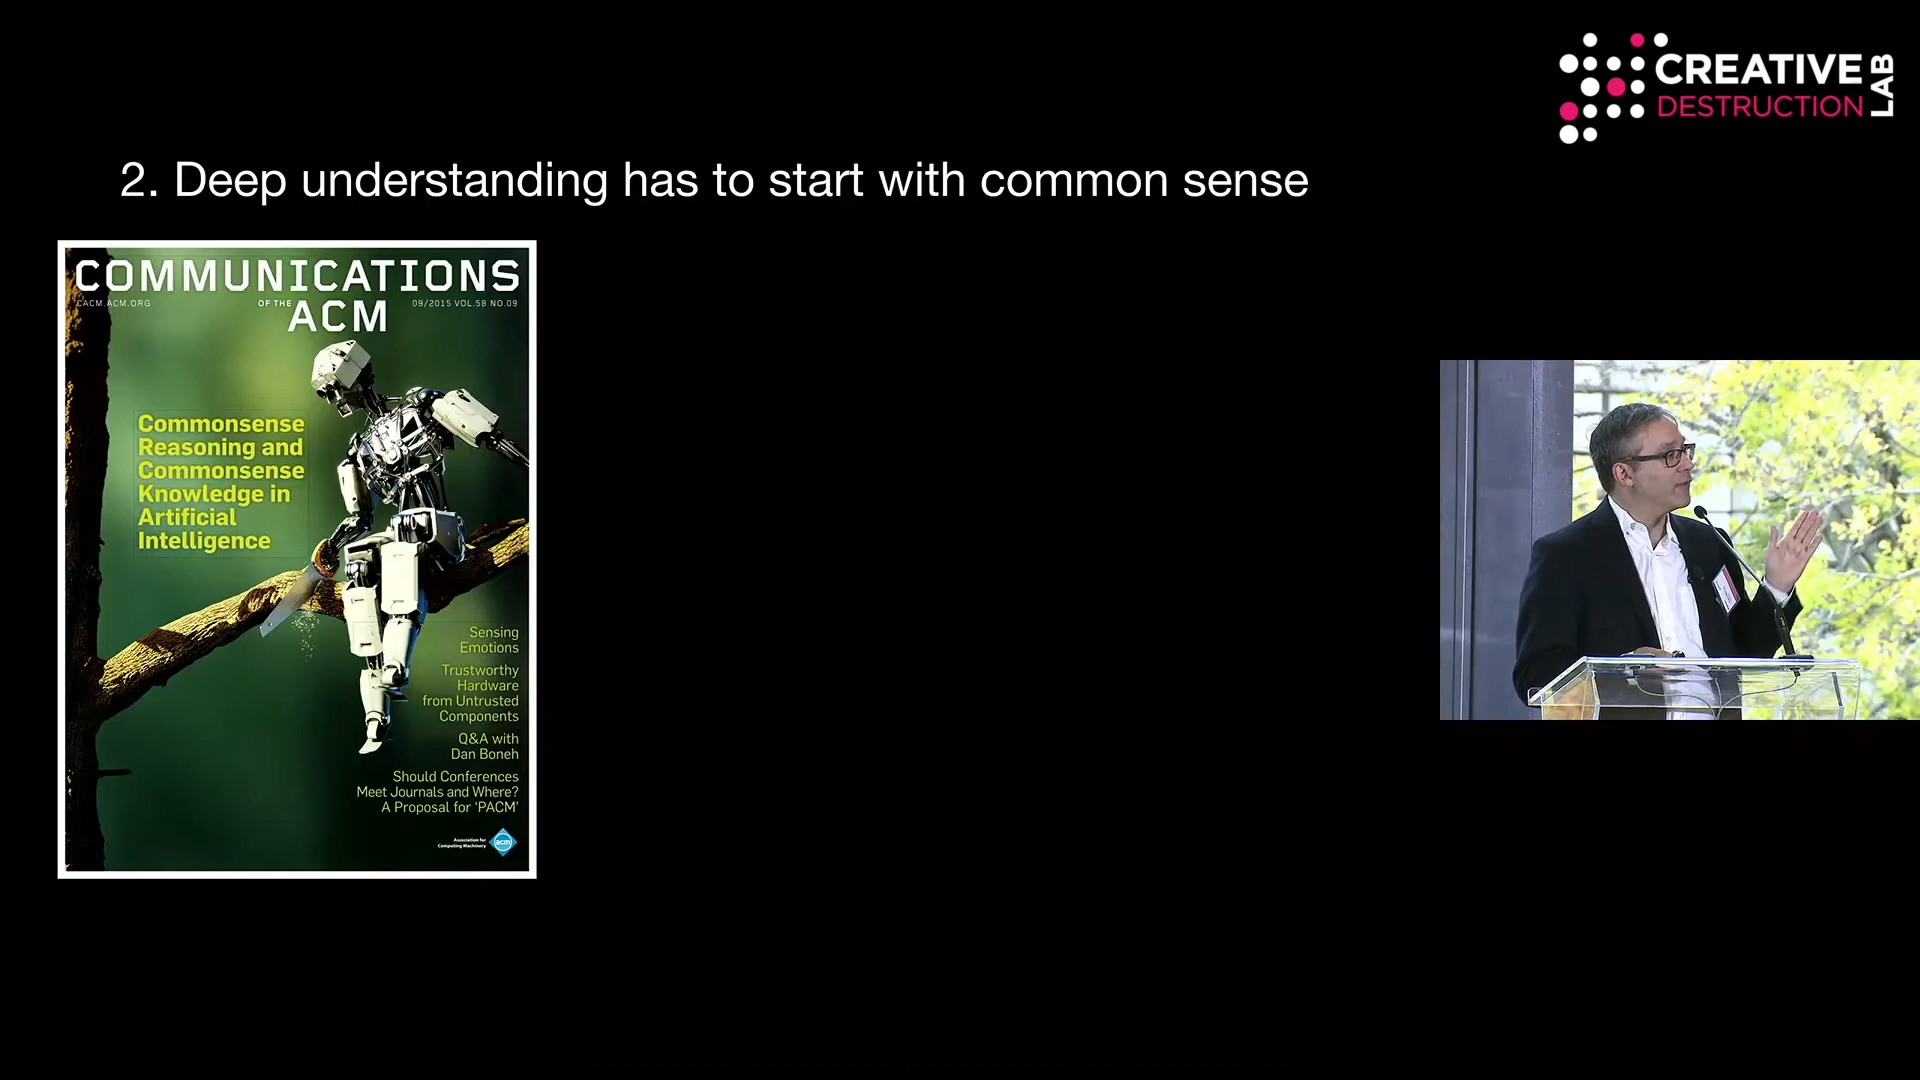 CREATIVE
DESTRUCTION
LAB
2. Deep understanding has to start with common sense
COMMUNICATIONS
CACM.ACM.ORG
OF THE
ACM
09/2015 VOL.58 NO.09
Commonsense
Reasoning and
Commonsense
Knowledge in
Artificial
Intelligence
Sensing
Emotions
Trustworthy
Hardware
from Untrusted
Components
Q&A with
Dan Boneh
Should Conferences
Meet Journals and Where?
A Proposal for 'PACM'
Association for
Computing Machinery
acm